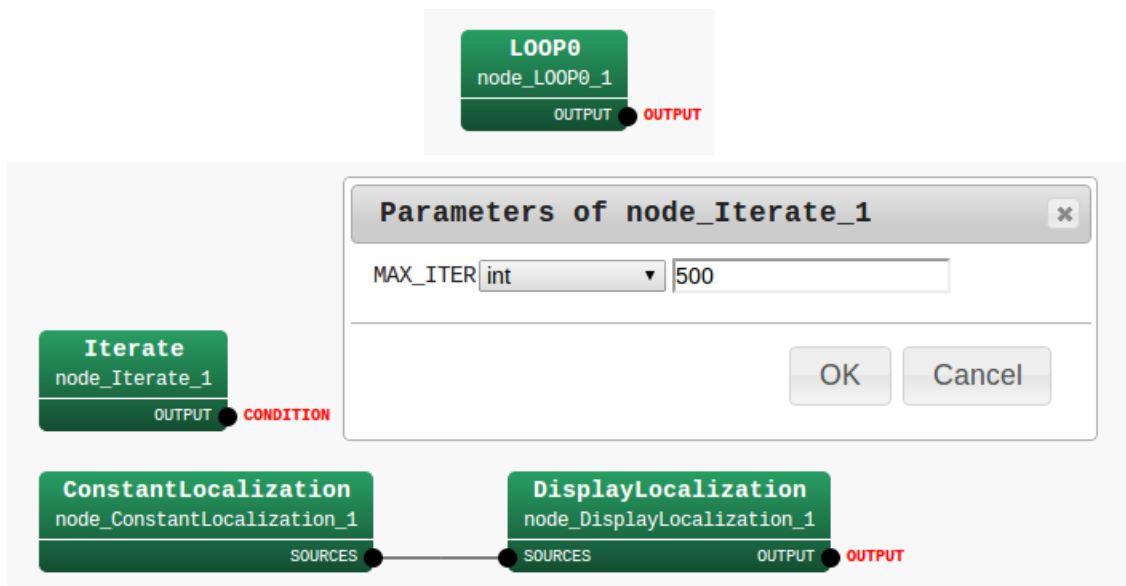 LOOP0
node_LOOP0_1
OUTPUT OUTPUT
Parameters of node_Iterate_1
MAX_ITER int 500
OK Cancel
Iterate
node_Iterate_1
OUTPUT CONDITION
ConstantLocalization
node_ConstantLocalization_1
SOURCES
DisplayLocalization
node_DisplayLocalization_1
SOURCES OUTPUT OUTPUT